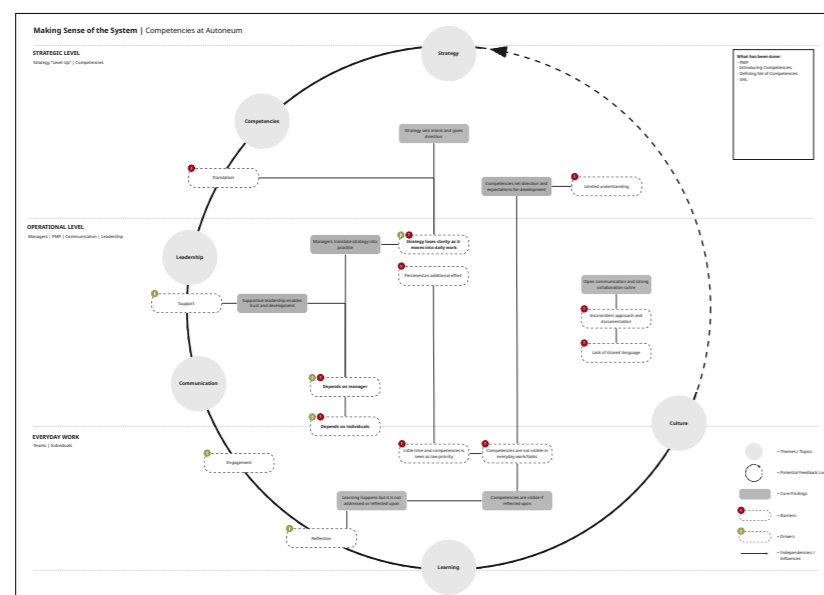 Making Sense of the System | Competencies at Autoneum
STRATEGIC LEVEL
Strategy "Level Up" | Competencies
Strategy
What has been done:
- PMP
- Introducing Competencies
- Defining Set of Competencies
- SHL
Competencies
Strategy sets intent and gives
direction
Translation
Competencies set direction and
expectations for development
Limited understanding
OPERATIONAL LEVEL
Managers | PMP | Communication | Leadership
Leadership
Managers translate strategy into
practice
Strategy loses clarity as it
moves into daily work
Perceived as additional effort
Open communication and strong
collaboration culture
Support
Supportive leadership enables
trust and development
Inconsistent approach and
documentation
Lack of shared language
Communication
Depends on manager
Depends on individuals
Culture
EVERYDAY WORK
Teams | Individuals
Engagement
Little time and competencies is
seen as low priority
Competencies are not visible in
everyday work/tasks
Learning happens but it is not
addressed or reflected upon
Competencies are visible if
reflected upon
Reflection
Learning
= Themes / Topics
= Potential Feedback Loo
= Core Findings
= Barriers
= Drivers
= Independencies /
Influences